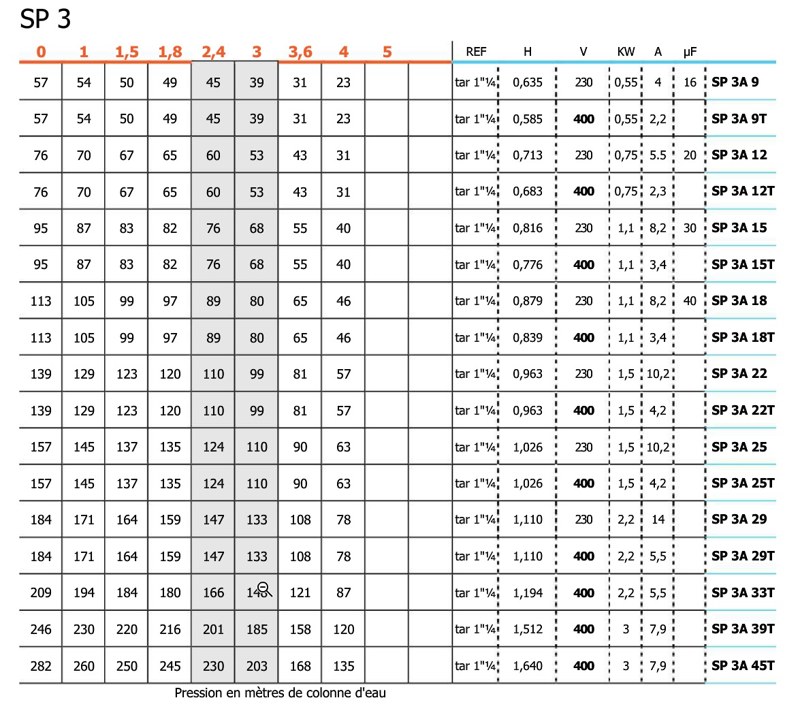 SP 3
0 1 1,5 1,8 2,4 3 3,6 4 5 REF H V KW A µF
57 54 50 49 45 39 31 23 tar 1"¼ 0,635 230 0,55 4 16 SP 3A 9
57 54 50 49 45 39 31 23 tar 1"¼ 0,585 400 0,55 2,2 SP 3A 9T
76 70 67 65 60 53 43 31 tar 1"¼ 0,713 230 0,75 5.5 20 SP 3A 12
76 70 67 65 60 53 43 31 tar 1"¼ 0,683 400 0,75 2,3 SP 3A 12T
95 87 83 82 76 68 55 40 tar 1"¼ 0,816 230 1,1 8,2 30 SP 3A 15
95 87 83 82 76 68 55 40 tar 1"¼ 0,776 400 1,1 3,4 SP 3A 15T
113 105 99 97 89 80 65 46 tar 1"¼ 0,879 230 1,1 8,2 40 SP 3A 18
113 105 99 97 89 80 65 46 tar 1"¼ 0,839 400 1,1 3,4 SP 3A 18T
139 129 123 120 110 99 81 57 tar 1"¼ 0,963 230 1,5 10,2 SP 3A 22
139 129 123 120 110 99 81 57 tar 1"¼ 0,963 400 1,5 4,2 SP 3A 22T
157 145 137 135 124 110 90 63 tar 1"¼ 1,026 230 1,5 10,2 SP 3A 25
157 145 137 135 124 110 90 63 tar 1"¼ 1,026 400 1,5 4,2 SP 3A 25T
184 171 164 159 147 133 108 78 tar 1"¼ 1,110 230 2,2 14 SP 3A 29
184 171 164 159 147 133 108 78 tar 1"¼ 1,110 400 2,2 5,5 SP 3A 29T
209 194 184 180 166 121 87 tar 1"¼ 1,194 400 2,2 5,5 SP 3A 33T
246 230 220 216 201 185 158 120 tar 1"¼ 1,512 400 3 7,9 SP 3A 39T
282 260 250 245 230 203 168 135 tar 1"¼ 1,640 400 3 7,9 SP 3A 45T
Pression en mètres de colonne d'eau